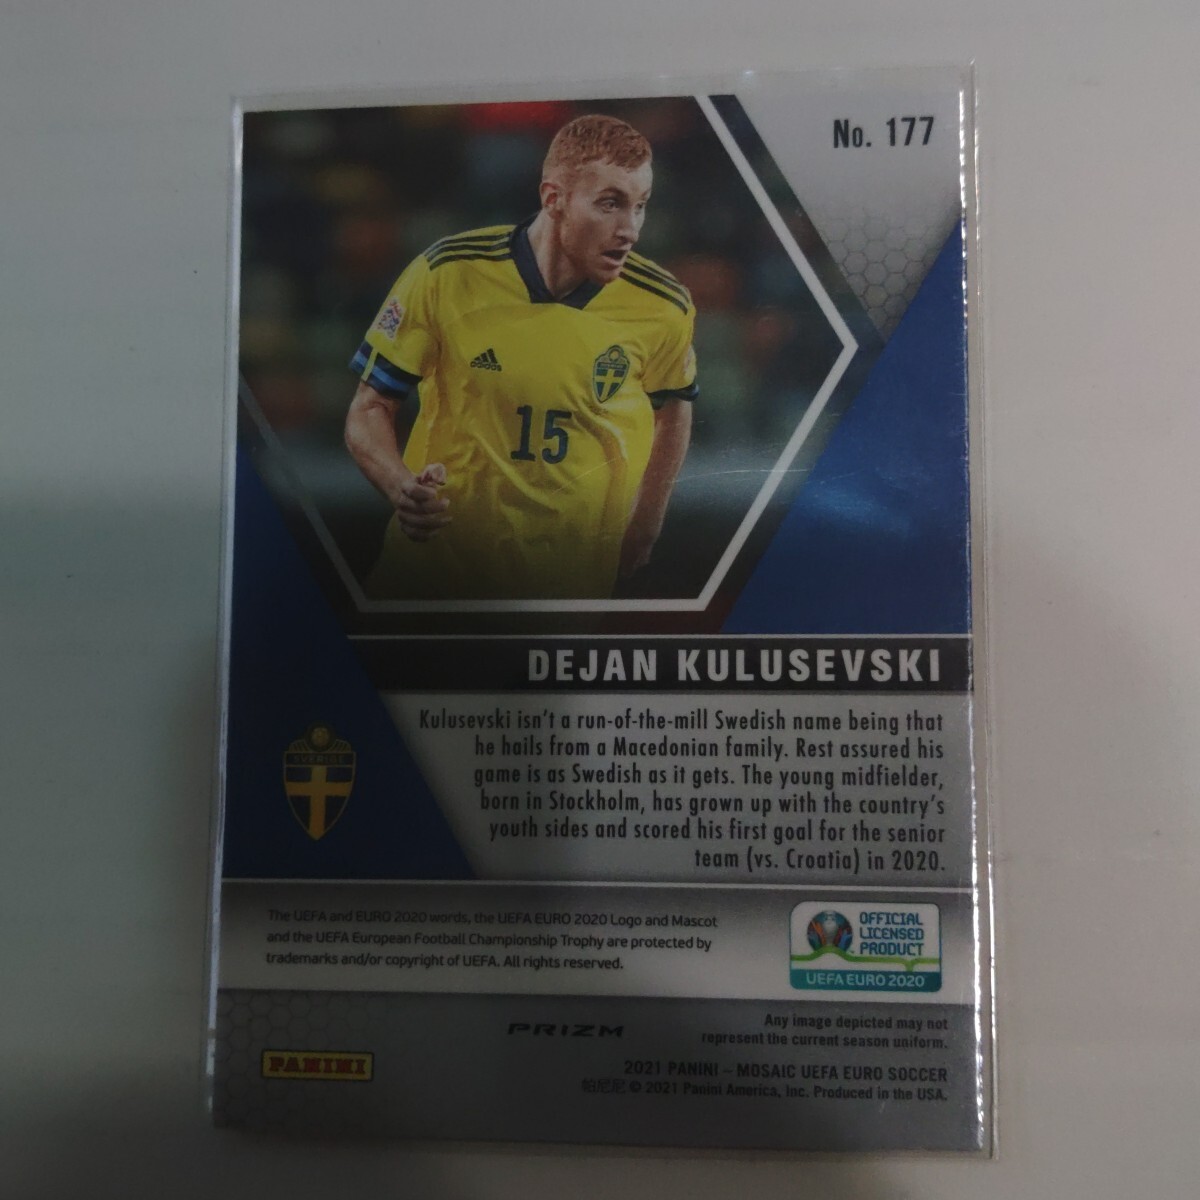 No. 177
adidas
15
DEJAN KULUSEVSKI
Kulusevski isn't a run-of-the-mill Swedish name being that
he hails from a Macedonian family. Rest assured his
game is as Swedish as it gets. The young midfielder,
born in Stockholm, has grown up with the country's
youth sides and scored his first goal for the senior
team (vs. Croatia) in 2020.
SVERIGE
The UEFA and EURO 2020 words, the UEFA EURO 2020 Logo and Mascot
and the UEFA European Football Championship Trophy are protected by
trademarks and/or copyright of UEFA. All rights reserved.
OFFICIAL
LICENSED
PRODUCT
UEFA EURO 2020
PRIZM
Any image depicted may not
represent the current season uniform.
PANINI
2021 PANINI – MOSAIC UEFA EURO SOCCER
帕尼尼 © 2021 Panini America, Inc. Produced in the USA.